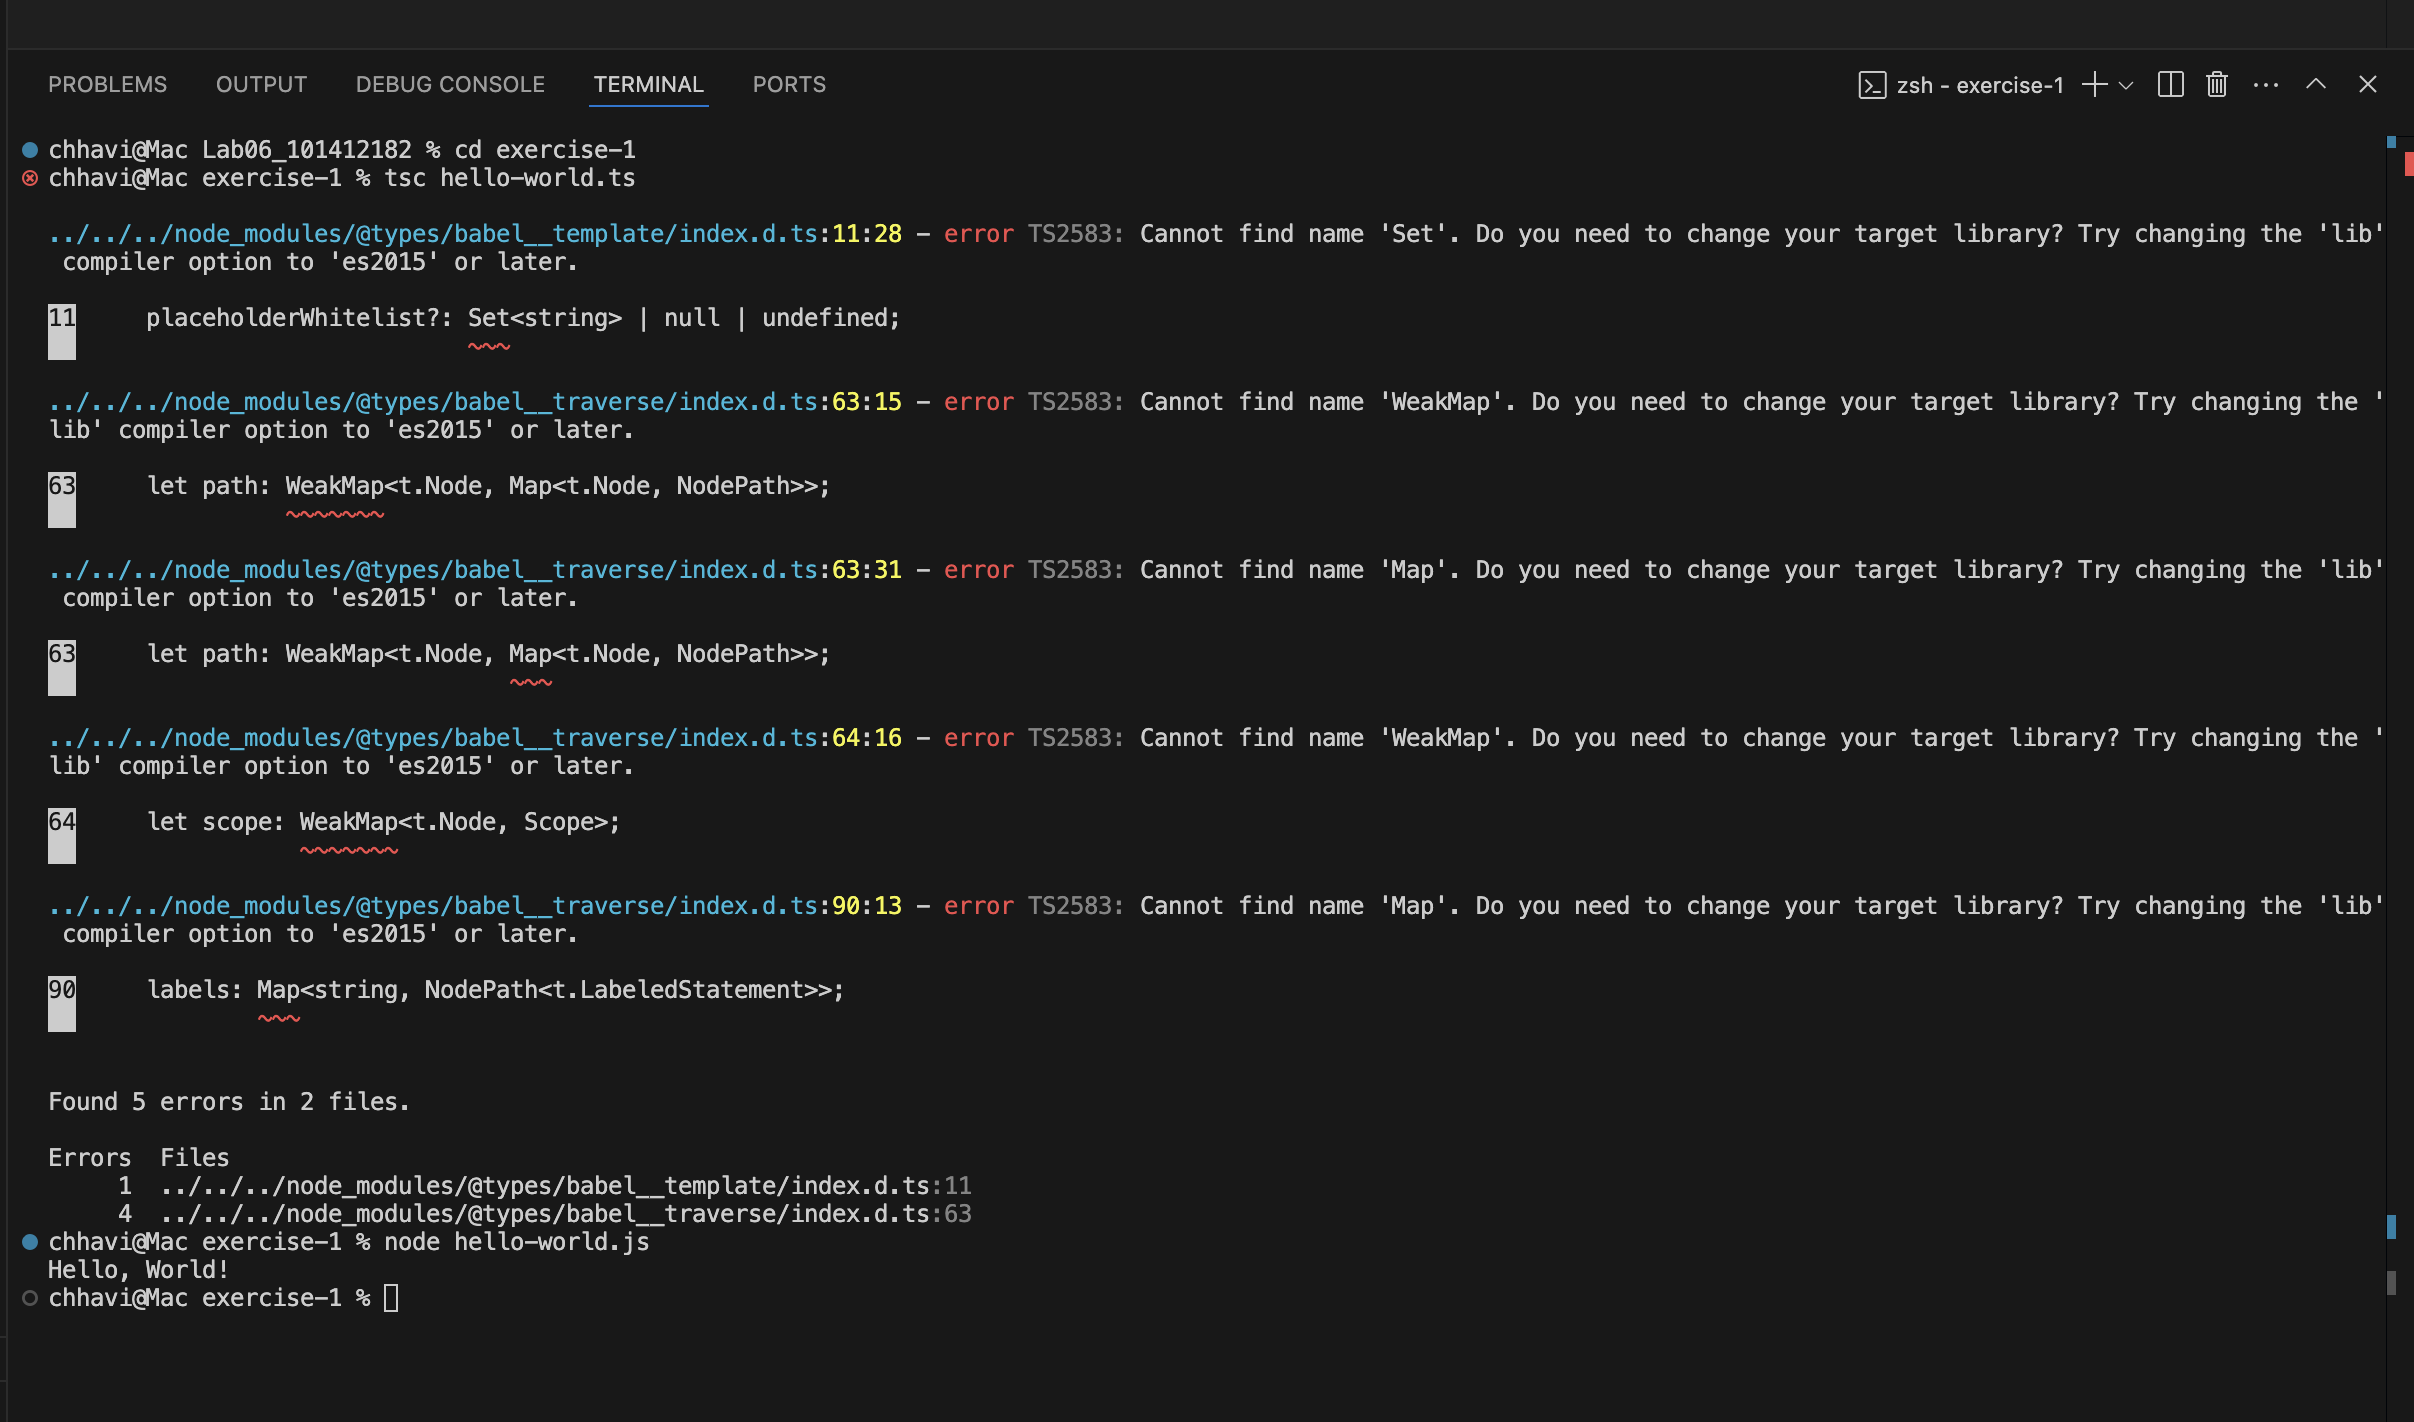 PROBLEMS OUTPUT DEBUG CONSOLE TERMINAL PORTS zsh - exercise-1
chhavi@Mac Lab06_101412182 % cd exercise-1
chhavi@Mac exercise-1 % tsc hello-world.ts
../../../node_modules/@types/babel__template/index.d.ts:11:28 - error TS2583: Cannot find name 'Set'. Do you need to change your target library? Try changing the 'lib'
compiler option to 'es2015' or later.
11 placeholderWhitelist?: Set<string> | null | undefined;
~~~
../../../node_modules/@types/babel__traverse/index.d.ts:63:15 - error TS2583: Cannot find name 'WeakMap'. Do you need to change your target library? Try changing the '
lib' compiler option to 'es2015' or later.
63 let path: WeakMap<t.Node, Map<t.Node, NodePath>>;
~~~~~~~
../../../node_modules/@types/babel__traverse/index.d.ts:63:31 - error TS2583: Cannot find name 'Map'. Do you need to change your target library? Try changing the 'lib'
compiler option to 'es2015' or later.
63 let path: WeakMap<t.Node, Map<t.Node, NodePath>>;
~~~
../../../node_modules/@types/babel__traverse/index.d.ts:64:16 - error TS2583: Cannot find name 'WeakMap'. Do you need to change your target library? Try changing the '
lib' compiler option to 'es2015' or later.
64 let scope: WeakMap<t.Node, Scope>;
~~~~~~~
../../../node_modules/@types/babel__traverse/index.d.ts:90:13 - error TS2583: Cannot find name 'Map'. Do you need to change your target library? Try changing the 'lib'
compiler option to 'es2015' or later.
90 labels: Map<string, NodePath<t.LabeledStatement>>;
~~~
Found 5 errors in 2 files.
Errors Files
1 ../../../node_modules/@types/babel__template/index.d.ts:11
4 ../../../node_modules/@types/babel__traverse/index.d.ts:63
chhavi@Mac exercise-1 % node hello-world.js
Hello, World!
chhavi@Mac exercise-1 %